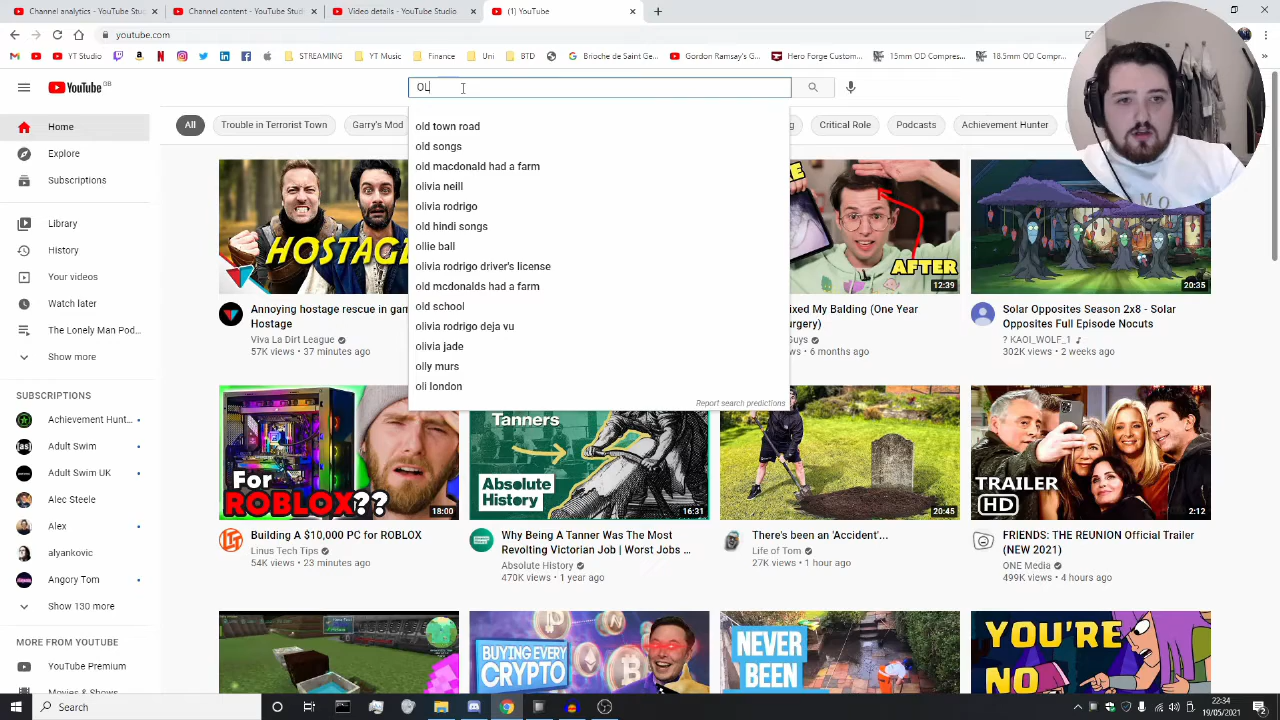 Channel analytics - YouTube Stu
Channel content - YouTube Stud
Video details - YouTube Studio
(1) YouTube
youtube.com
YT Studio
STREAMING
YT Music
Finance
Uni
BTD
Brioche de Saint Ge...
Gordon Ramsay's G...
Hero Forge Custom...
15mm OD Compres...
18.5mm OD Compr...
YouTube GB
OL
Home
Explore
Subscriptions
Library
History
Your videos
Watch later
The Lonely Man Pod...
Show more
SUBSCRIPTIONS
Achievement Hunt...
Adult Swim
Adult Swim UK
Alec Steele
Alex
alyankovic
Angory Tom
Show 130 more
MORE FROM YOUTUBE
YouTube Premium
Movies & Shows
All
Trouble in Terrorist Town
Garry's Mod
Critical Role
Podcasts
Achievement Hunter
old town road
old songs
old macdonald had a farm
olivia neill
olivia rodrigo
old hindi songs
ollie ball
olivia rodrigo driver's license
old mcdonalds had a farm
old school
olivia rodrigo deja vu
olivia jade
olly murs
oli london
Report search predictions
HOSTAGE
Annoying hostage rescue in gam
Hostage
Viva La Dirt League
57K views • 37 minutes ago
AFTER
12:39
ixed My Balding (One Year
urgery)
Guys
• 6 months ago
20:35
Solar Opposites Season 2x8 - Solar
Opposites Full Episode Nocuts
? KAOI_WOLF_1
302K views • 2 weeks ago
For
ROBLOX??
18:00
Building A $10,000 PC for ROBLOX
Linus Tech Tips
54K views • 23 minutes ago
Tanners
Absolute
History
16:31
Why Being A Tanner Was The Most
Revolting Victorian Job | Worst Jobs ...
Absolute History
470K views • 1 year ago
20:45
There's been an 'Accident'...
Life of Tom
27K views • 1 hour ago
TRAILER
HD
2:12
FRIENDS: THE REUNION Official Trailer
(NEW 2021)
ONE Media
499K views • 4 hours ago
BUYING EVERY
CRYPTO
NEVER
BEEN
YOU'RE
NO
Search
22:34
19/05/2021
2